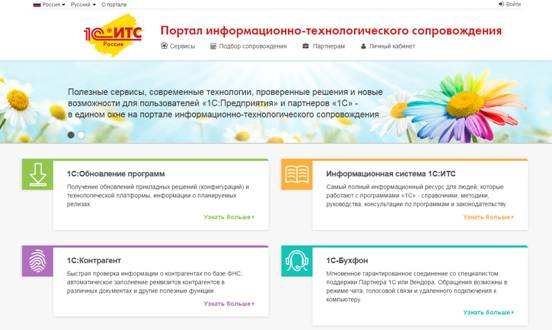 Россия Русский О портале Войти
1С ИТС
Россия
Портал информационно-технологического сопровождения
Сервисы Подбор сопровождения Партнерам Личный кабинет
Полезные сервисы, современные технологии, проверенные решения и новые
возможности для пользователей «1С:Предприятия» и партнеров «1С» -
в едином окне на портале информационно-технологического сопровождения
1С:Обновление программ
Получение обновлений прикладных решений (конфигураций) и
технологической платформы, информации о планируемых
релизах.
Узнать больше
Информационная система 1С:ИТС
Самый полный информационный ресурс для людей, которые
работают с программами «1С» - справочники, методики,
руководства, консультации по программам и законодательству.
Узнать больше
1С:Контрагент
Быстрая проверка информации о контрагентах по базе ФНС,
автоматическое заполнение реквизитов контрагентов в
различных документах и другие полезные функции.
Узнать больше
1С-Бухфон
Мгновенное гарантированное соединение со специалистом
поддержки Партнера 1С или Вендора. Обращения возможны в
режиме чата, голосовой связи и удаленного подключения к
компьютеру.
Узнать больше